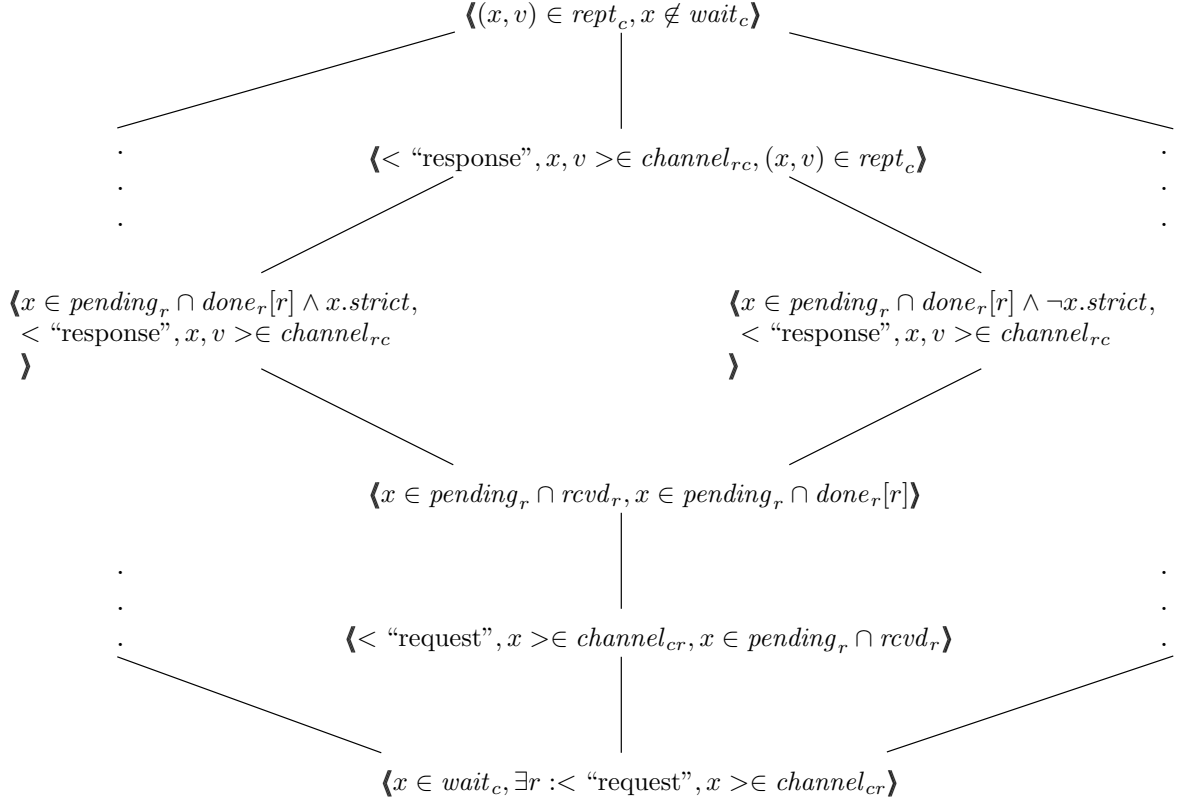 ⟪(x, v) ∈ rept_c, x ∉ wait_c⟫
⟪< “response”, x, v >∈ channel_rc, (x, v) ∈ rept_c⟫
. .
. .
. .
⟪x ∈ pending_r ∩ done_r[r] ∧ x.strict, ⟪x ∈ pending_r ∩ done_r[r] ∧ ¬x.strict,
< “response”, x, v >∈ channel_rc < “response”, x, v >∈ channel_rc
⟫ ⟫
⟪x ∈ pending_r ∩ rcvd_r, x ∈ pending_r ∩ done_r[r]⟫
. .
. .
. ⟪< “request”, x >∈ channel_cr, x ∈ pending_r ∩ rcvd_r⟫ .
⟪x ∈ wait_c, ∃r :< “request”, x >∈ channel_cr⟫